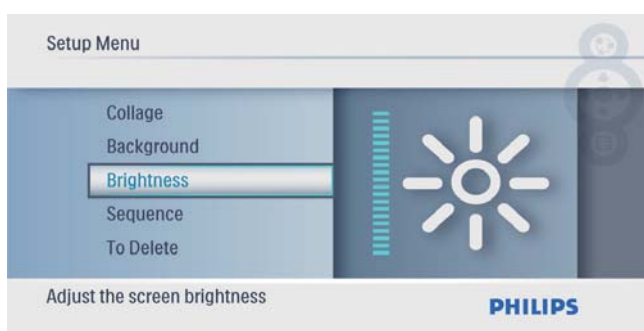 Setup Menu
Collage
Background
Brightness
Sequence
To Delete
Adjust the screen brightness
PHILIPS